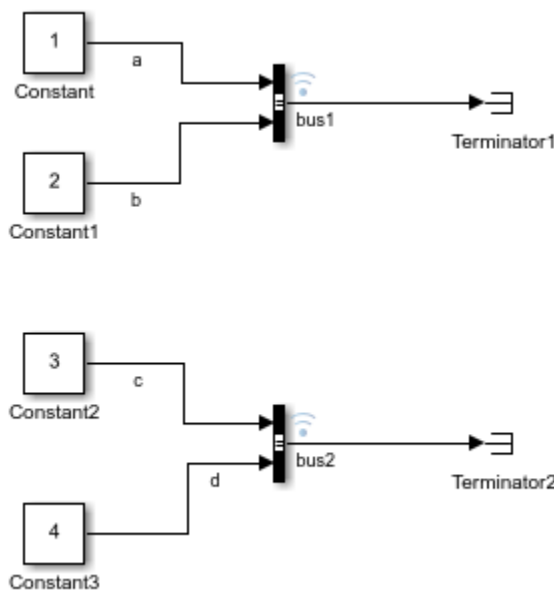 1
a
Constant
bus1
Terminator1
2
b
Constant1
3
c
Constant2
bus2
d
Terminator2
4
Constant3